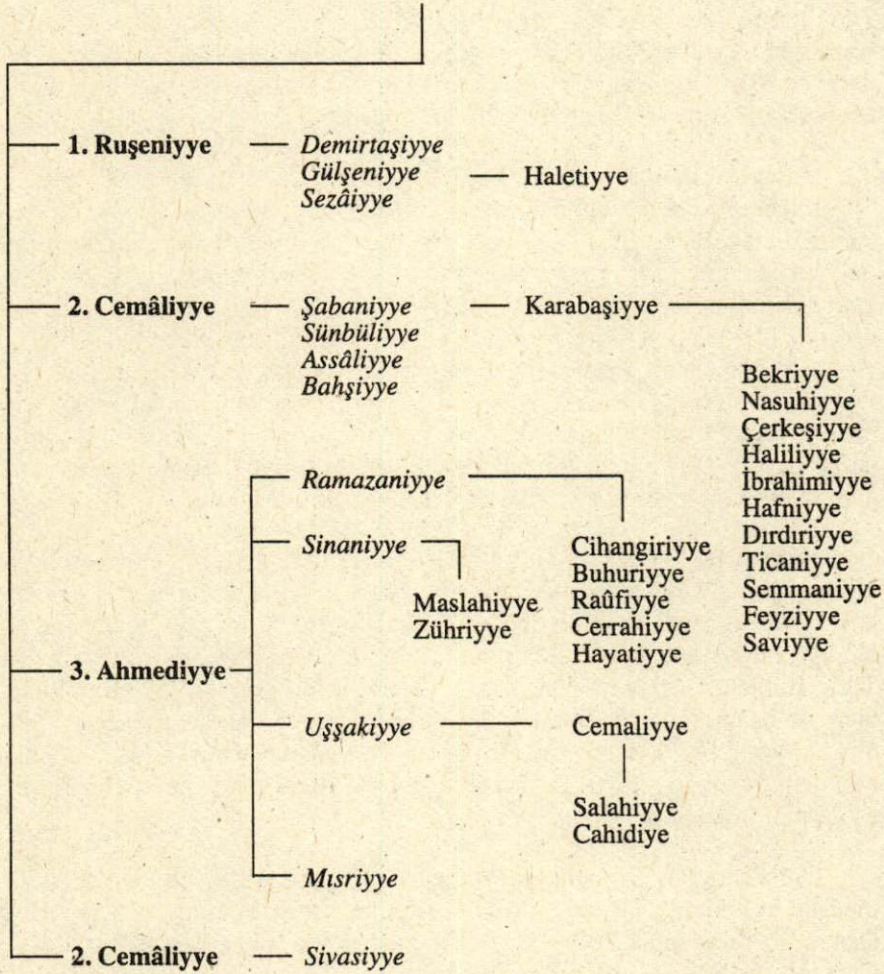 1. Ruşeniyye
Demirtaşiyye
Gülşeniyye
Sezâiyye
Haletiyye
2. Cemâliyye
Şabaniyye
Sünbüliyye
Assâliyye
Bahşiyye
Karabaşiyye
Bekriyye
Nasuhiyye
Çerkeşiyye
Haliliyye
İbrahimiyye
Hafniyye
Dırdıriyye
Ticaniyye
Semmaniyye
Feyziyye
Saviyye
3. Ahmediyye
Ramazaniyye
Cihangiriyye
Buhuriyye
Raûfiyye
Cerrahiyye
Hayatiyye
Sinaniyye
Maslahiyye
Zühriyye
Uşşakiyye
Cemaliyye
Salahiyye
Cahidiye
Mısriyye
2. Cemâliyye
Sivasiyye